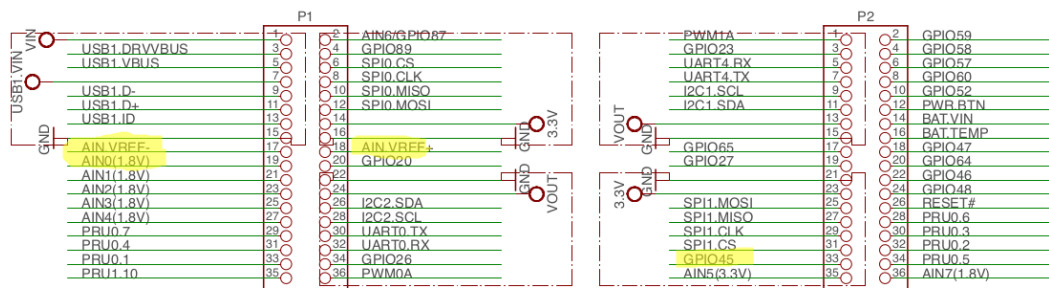 P1
VIN
1
2
AIN6/GPIO87
USB1.DRVVBUS
3
4
GPIO89
USB1.VBUS
5
6
SPI0.CS
USB1.VIN
7
8
SPI0.CLK
USB1.D-
9
10
SPI0.MISO
USB1.D+
11
12
SPI0.MOSI
USB1.ID
13
14
3.3V
GND
15
16
GND
AIN.VREF-
17
18
AIN.VREF+
AIN0(1.8V)
19
20
GPIO20
AIN1(1.8V)
21
22
GND
AIN2(1.8V)
23
24
VOUT
AIN3(1.8V)
25
26
I2C2.SDA
AIN4(1.8V)
27
28
I2C2.SCL
PRU0.7
29
30
UART0.TX
PRU0.4
31
32
UART0.RX
PRU0.1
33
34
GPIO26
PRU1.10
35
36
PWM0A
P2
PWM1A
1
2
GPIO59
GPIO23
3
4
GPIO58
UART4.RX
5
6
GPIO57
UART4.TX
7
8
GPIO60
I2C1.SCL
9
10
GPIO52
I2C1.SDA
11
12
PWR.BTN
VOUT
13
14
BAT.VIN
GND
15
16
BAT.TEMP
GPIO65
17
18
GPIO47
GPIO27
19
20
GPIO64
GND
21
22
GPIO46
3.3V
23
24
GPIO48
SPI1.MOSI
25
26
RESET#
SPI1.MISO
27
28
PRU0.6
SPI1.CLK
29
30
PRU0.3
SPI1.CS
31
32
PRU0.2
GPIO45
33
34
PRU0.5
AIN5(3.3V)
35
36
AIN7(1.8V)